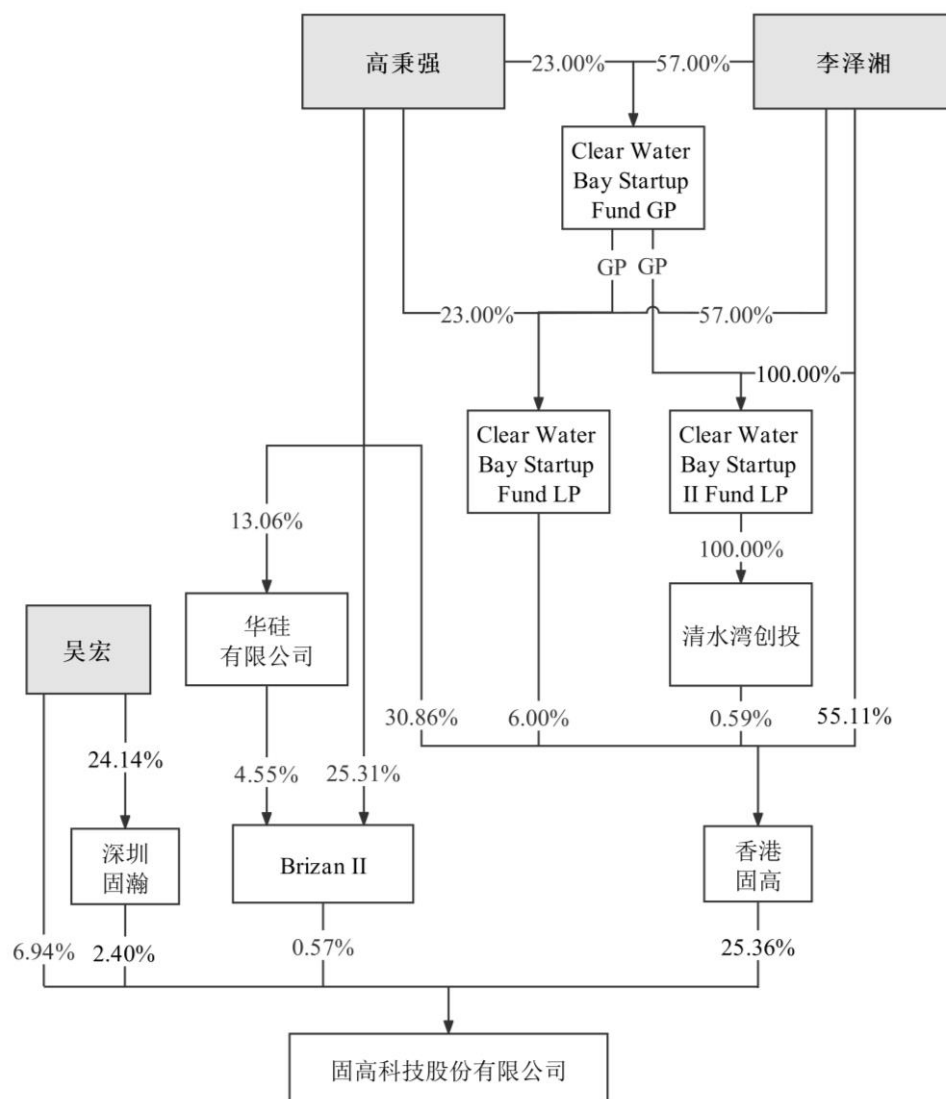 高秉强
23.00%
57.00%
李泽湘
Clear Water
Bay Startup
Fund GP
GP
GP
23.00%
57.00%
100.00%
Clear Water
Bay Startup
Fund LP
Clear Water
Bay Startup
II Fund LP
13.06%
100.00%
吴宏
华硅
有限公司
清水湾创投
30.86%
6.00%
0.59%
55.11%
24.14%
4.55%
25.31%
深圳
固瀚
Brizan II
香港
固高
6.94%
2.40%
0.57%
25.36%
固高科技股份有限公司